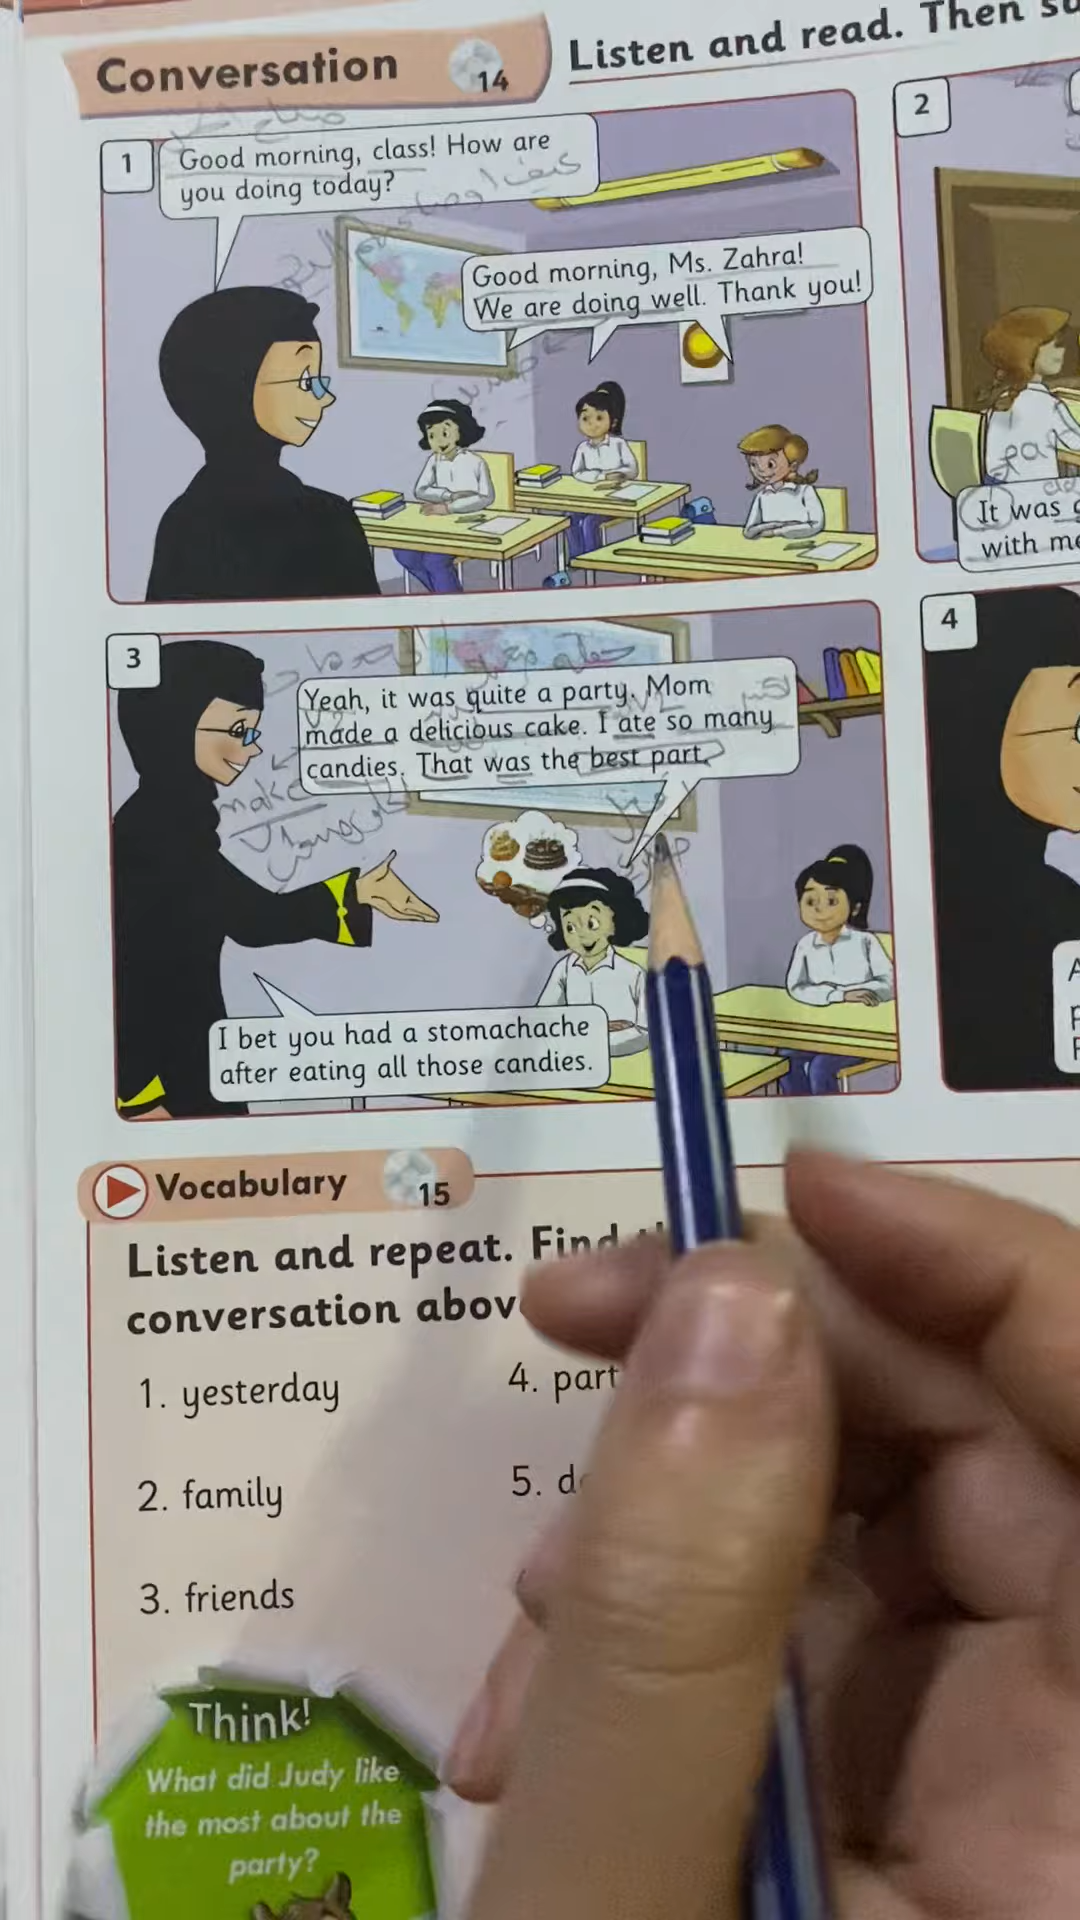 Conversation 14
Listen and read. Then
1
Good morning, class! How are
you doing today?
Good morning, Ms. Zahra!
We are doing well. Thank you!
2
It was
with me
3
Yeah, it was quite a party. Mom
made a delicious cake. I ate so many
candies. That was the best part.
make
I bet you had a stomachache
after eating all those candies.
4
Vocabulary 15
Listen and repeat. Find
conversation above
1. yesterday
2. family
3. friends
4. part
5. d
Think!
What did Judy like
the most about the
party?